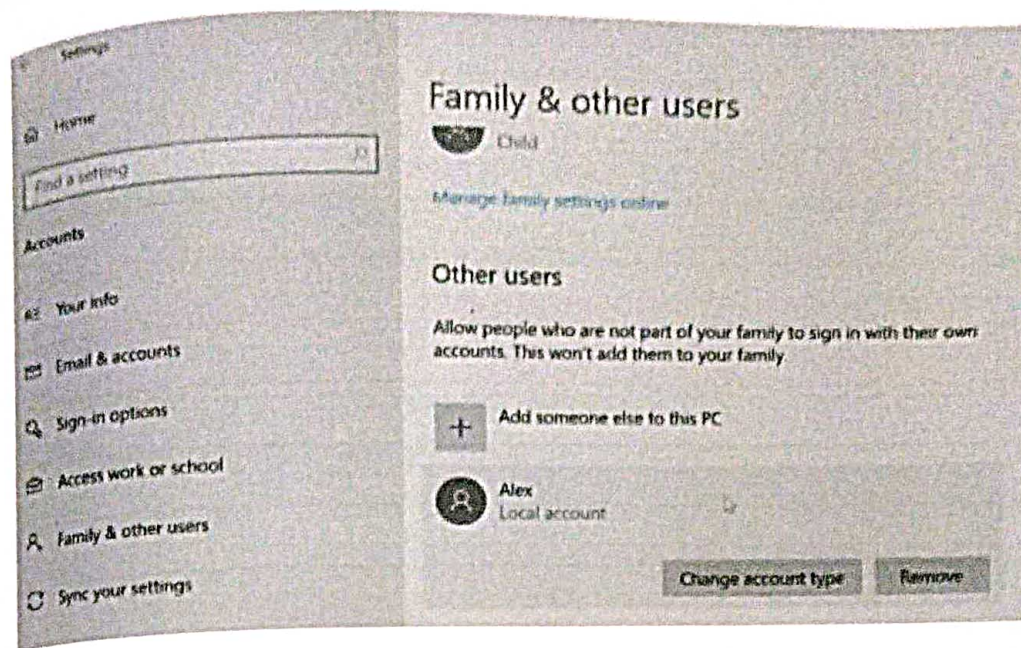 Settings
Home
Find a setting
Accounts
Your info
Email & accounts
Sign-in options
Access work or school
Family & other users
Sync your settings
Family & other users
Child
Manage family settings online
Other users
Allow people who are not part of your family to sign in with their own
accounts. This won't add them to your family.
Add someone else to this PC
Alex
Local account
Change account type
Remove